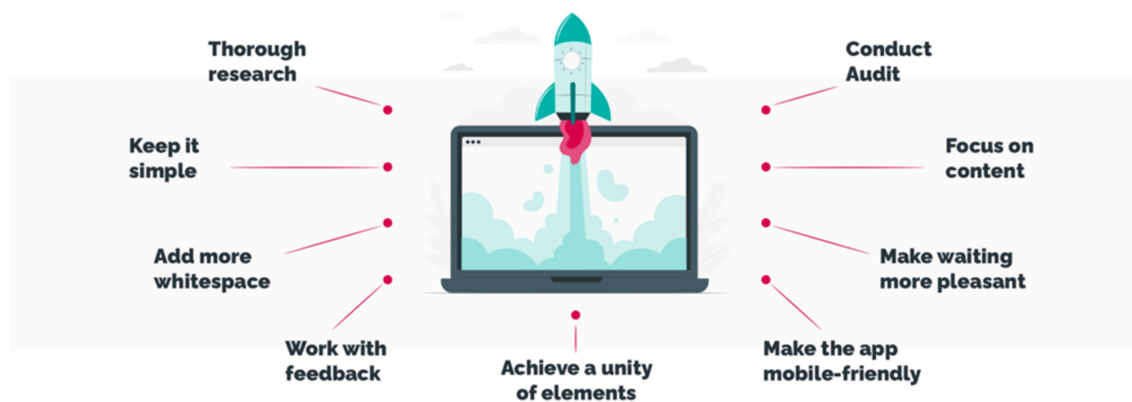 Thorough
research
Keep it
simple
Add more
whitespace
Work with
feedback
Achieve a unity
of elements
Conduct
Audit
Focus on
content
Make waiting
more pleasant
Make the app
mobile-friendly